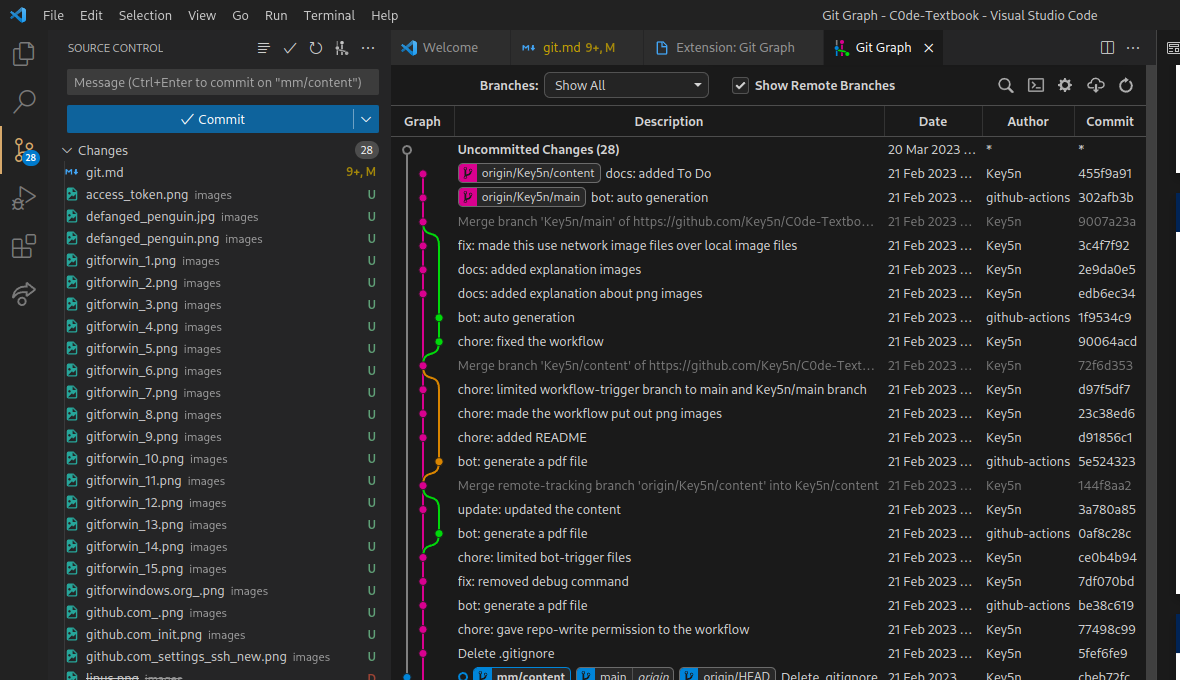 File Edit Selection View Go Run Terminal Help Git Graph - C0de-Textbook - Visual Studio Code
SOURCE CONTROL
Welcome git.md 9+, M Extension: Git Graph Git Graph
Message (Ctrl+Enter to commit on "mm/content")
Commit
Changes 28
28
git.md 9+, M
access_token.png images U
defanged_penguin.jpg images U
defanged_penguin.png images U
gitforwin_1.png images U
gitforwin_2.png images U
gitforwin_3.png images U
gitforwin_4.png images U
gitforwin_5.png images U
gitforwin_6.png images U
gitforwin_7.png images U
gitforwin_8.png images U
gitforwin_9.png images U
gitforwin_10.png images U
gitforwin_11.png images U
gitforwin_12.png images U
gitforwin_13.png images U
gitforwin_14.png images U
gitforwin_15.png images U
gitforwindows.org_.png images U
github.com_.png images U
github.com_init.png images U
github.com_settings_ssh_new.png images U
linus.png images D
Branches: Show All Show Remote Branches
Graph Description Date Author Commit
Uncommitted Changes (28) 20 Mar 2023 ... * *
origin/Key5n/content docs: added To Do 21 Feb 2023 ... Key5n 455f9a91
origin/Key5n/main bot: auto generation 21 Feb 2023 ... github-actions 302afb3b
Merge branch 'Key5n/main' of https://github.com/Key5n/C0de-Textbo... 21 Feb 2023 ... Key5n 9007a23a
fix: made this use network image files over local image files 21 Feb 2023 ... Key5n 3c4f7f92
docs: added explanation images 21 Feb 2023 ... Key5n 2e9da0e5
docs: added explanation about png images 21 Feb 2023 ... Key5n edb6ec34
bot: auto generation 21 Feb 2023 ... github-actions 1f9534c9
chore: fixed the workflow 21 Feb 2023 ... Key5n 90064acd
Merge branch 'Key5n/content' of https://github.com/Key5n/C0de-Text... 21 Feb 2023 ... Key5n 72f6d353
chore: limited workflow-trigger branch to main and Key5n/main branch 21 Feb 2023 ... Key5n d97f5df7
chore: made the workflow put out png images 21 Feb 2023 ... Key5n 23c38ed6
chore: added README 21 Feb 2023 ... Key5n d91856c1
bot: generate a pdf file 21 Feb 2023 ... github-actions 5e524323
Merge remote-tracking branch 'origin/Key5n/content' into Key5n/content 21 Feb 2023 ... Key5n 144f8aa2
update: updated the content 21 Feb 2023 ... Key5n 3a780a85
bot: generate a pdf file 21 Feb 2023 ... github-actions 0af8c28c
chore: limited bot-trigger files 21 Feb 2023 ... Key5n ce0b4b94
fix: removed debug command 21 Feb 2023 ... Key5n 7df070bd
bot: generate a pdf file 21 Feb 2023 ... github-actions be38c619
chore: gave repo-write permission to the workflow 21 Feb 2023 ... Key5n 77498c99
Delete .gitignore 21 Feb 2023 ... Key5n 5fef6fe9
mm/content main origin origin/HEAD Delete .gitignore 21 Feb 2023 ... Key5n cbeb72fc